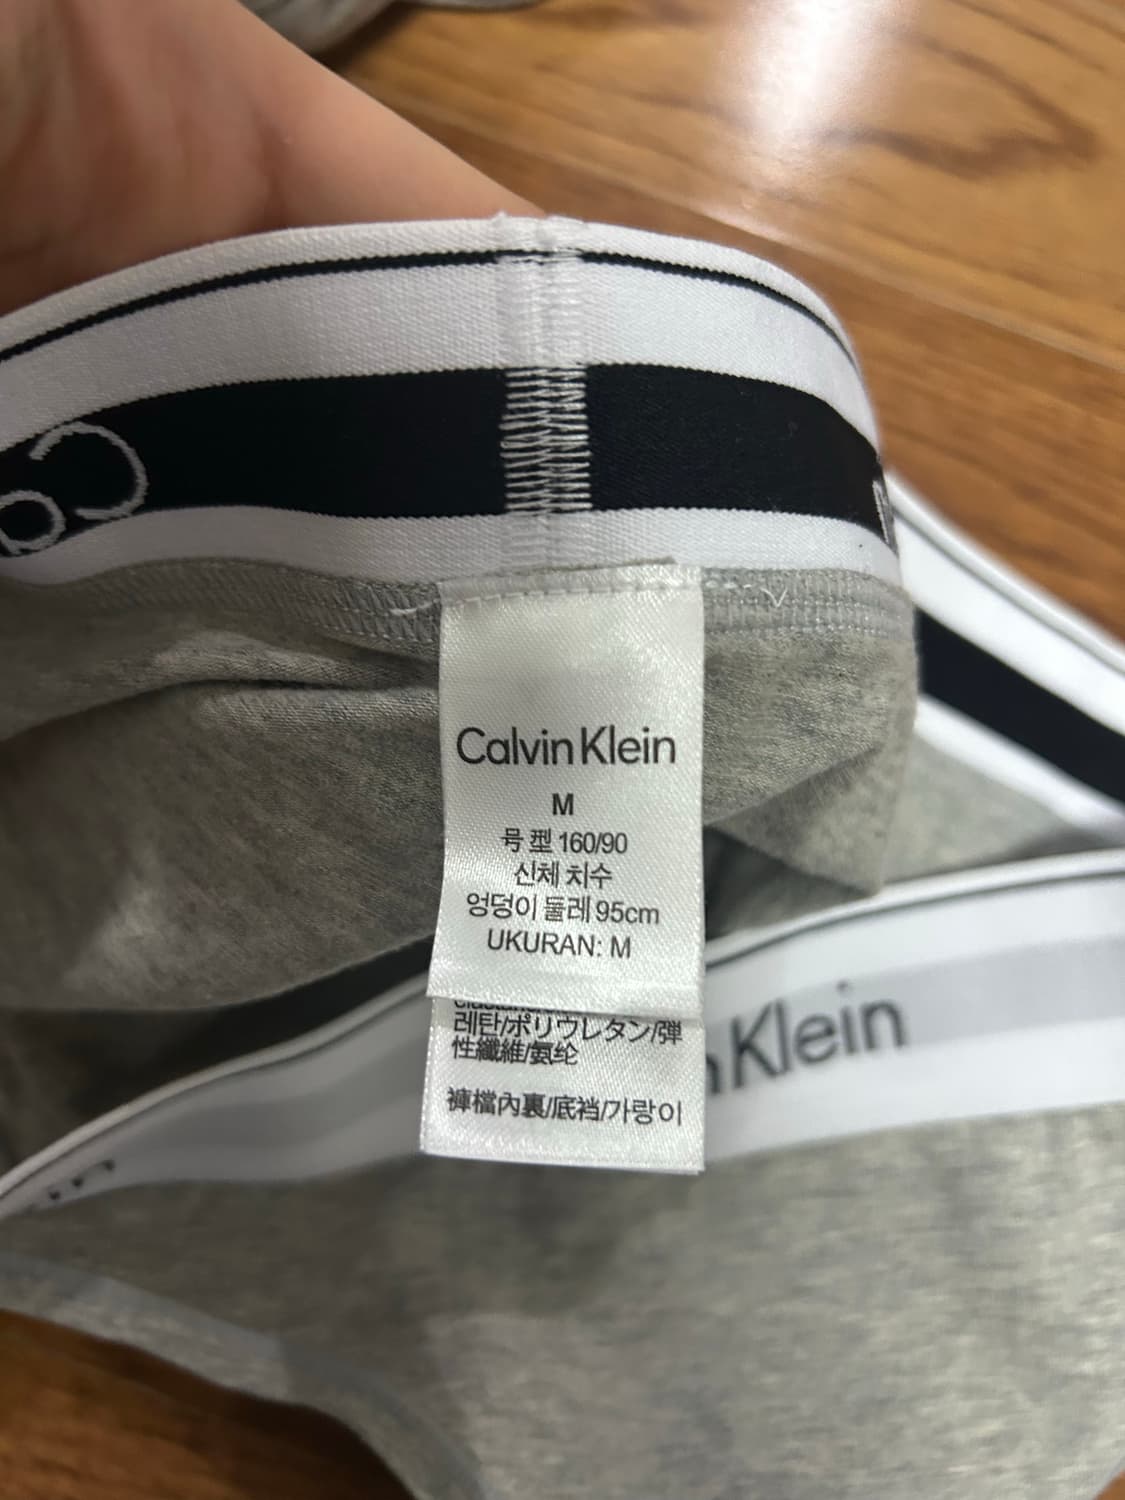 Calvin Klein
M
号型 160/90
신체 치수
엉덩이 둘레 95cm
UKURAN: M
레탄/ポリウレタン/弾
性纖維/氨纶
褲檔內裏/底裆/가랑이
Klein